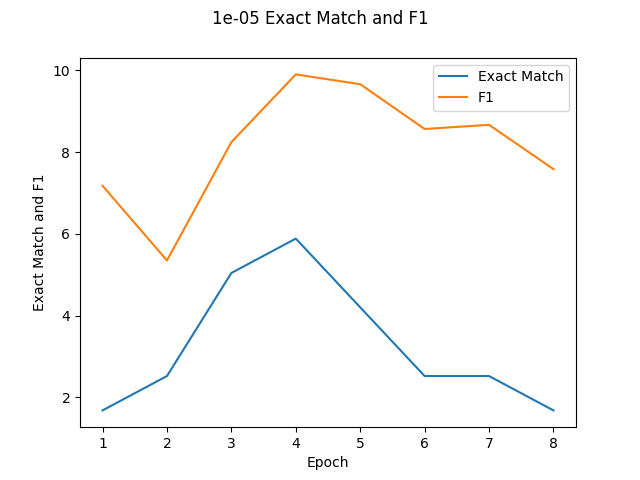 1e-05 Exact Match and F1
Exact Match
F1
Exact Match and F1
10
8
6
4
2
1 2 3 4 5 6 7 8
Epoch